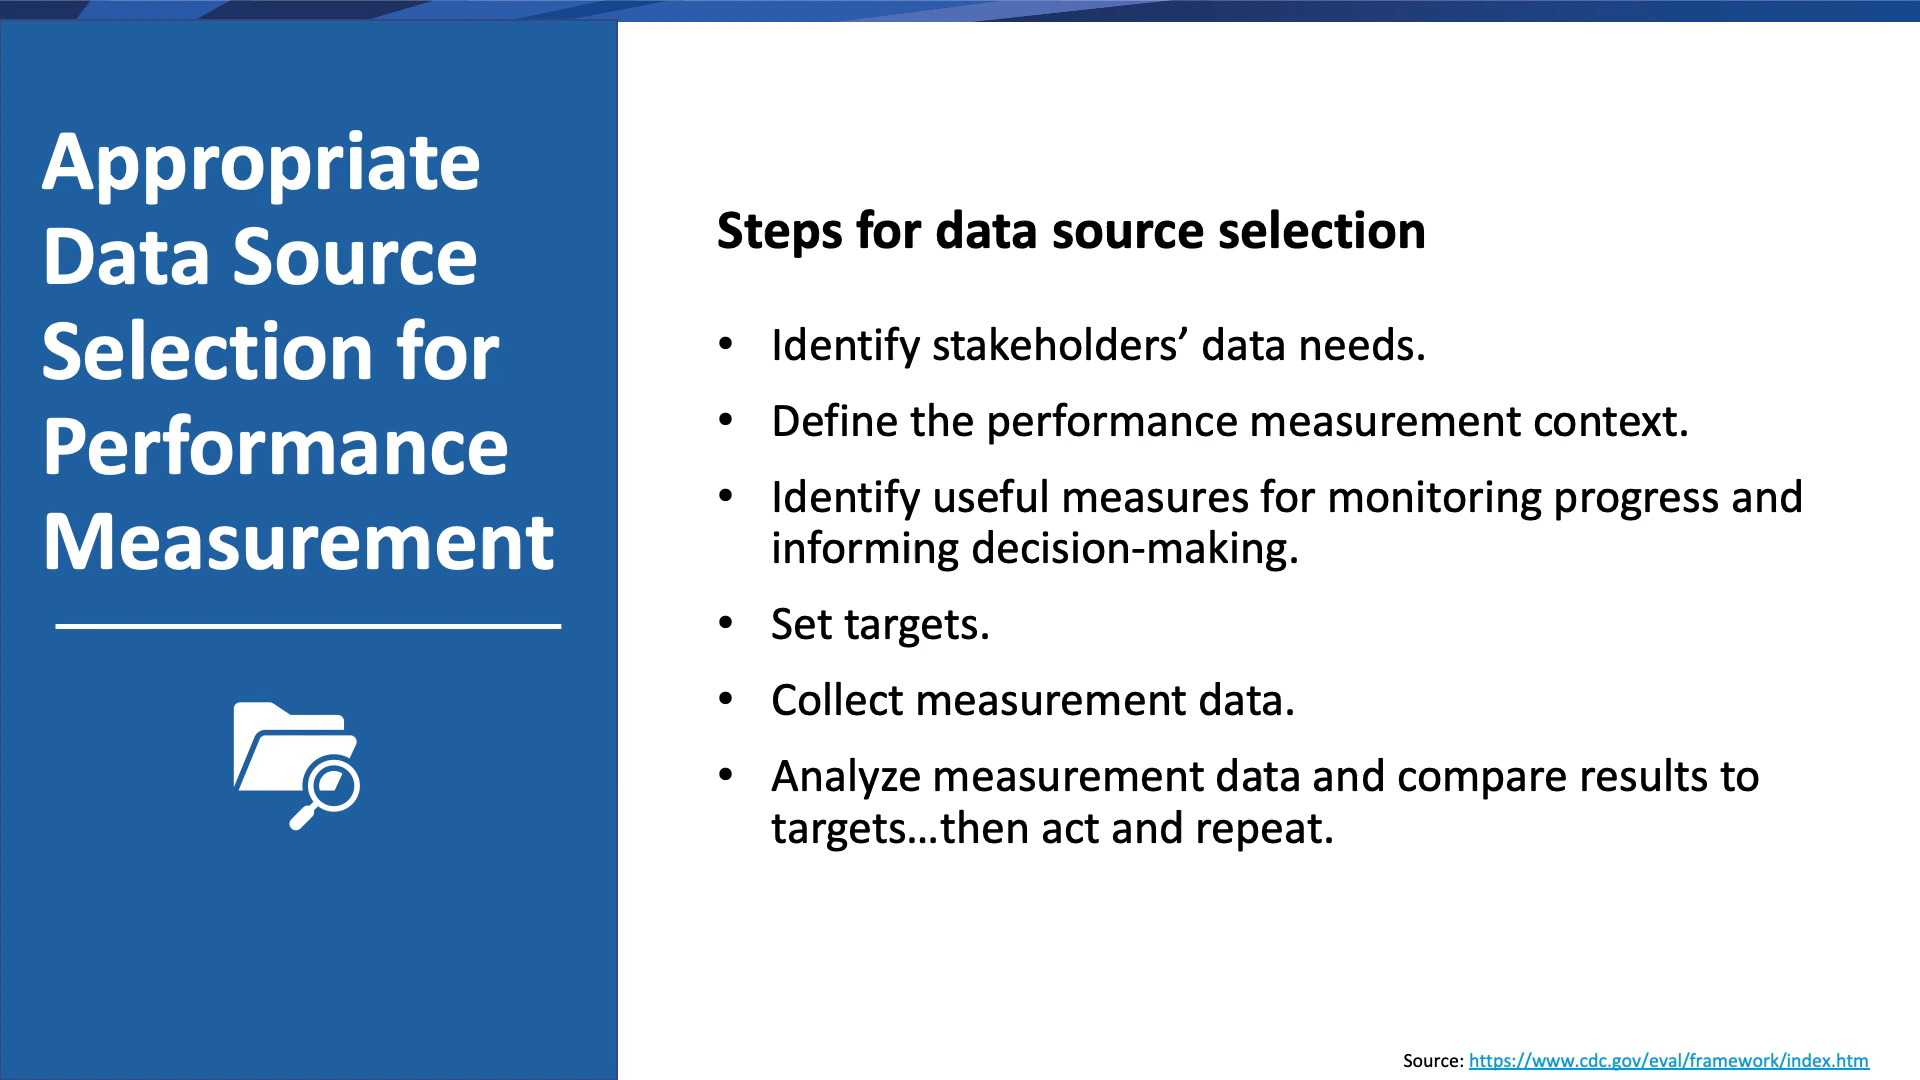 Appropriate
Data Source
Selection for
Performance
Measurement
Steps for data source selection
• Identify stakeholders’ data needs.
• Define the performance measurement context.
• Identify useful measures for monitoring progress and
informing decision-making.
• Set targets.
• Collect measurement data.
• Analyze measurement data and compare results to
targets…then act and repeat.
Source: https://www.cdc.gov/eval/framework/index.htm